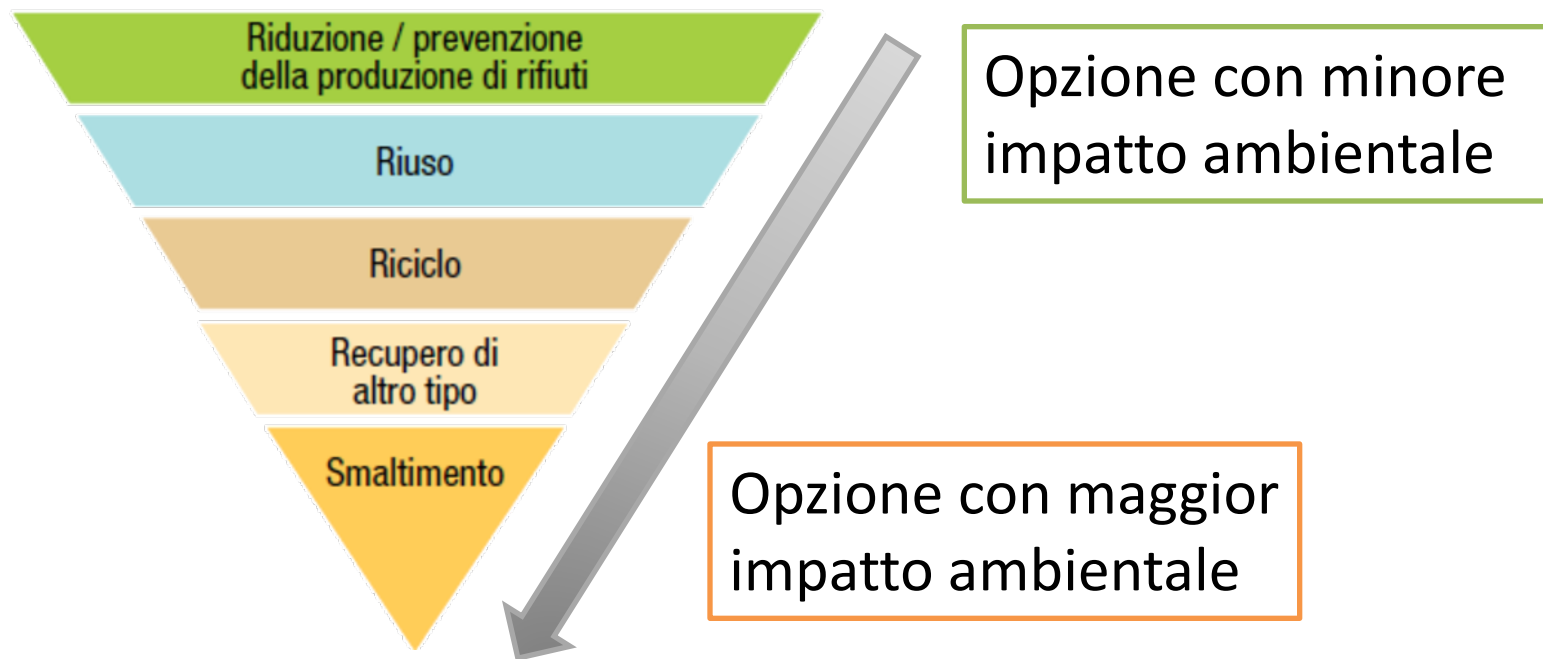 Riduzione / prevenzione
della produzione di rifiuti
Riuso
Riciclo
Recupero di
altro tipo
Smaltimento
Opzione con minore
impatto ambientale
Opzione con maggior
impatto ambientale